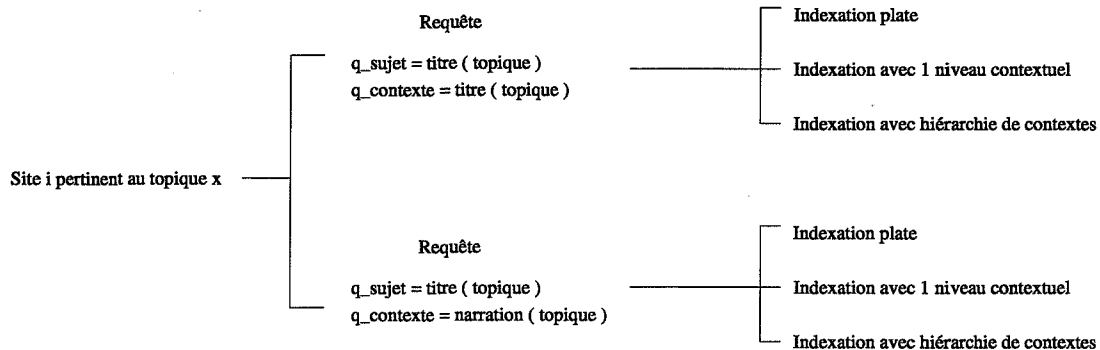 Requête
q_sujet = titre ( topique )
q_contexte = titre ( topique )
Indexation plate
Indexation avec 1 niveau contextuel
Indexation avec hiérarchie de contextes
Site i pertinent au topique x
Requête
q_sujet = titre ( topique )
q_contexte = narration ( topique )
Indexation plate
Indexation avec 1 niveau contextuel
Indexation avec hiérarchie de contextes